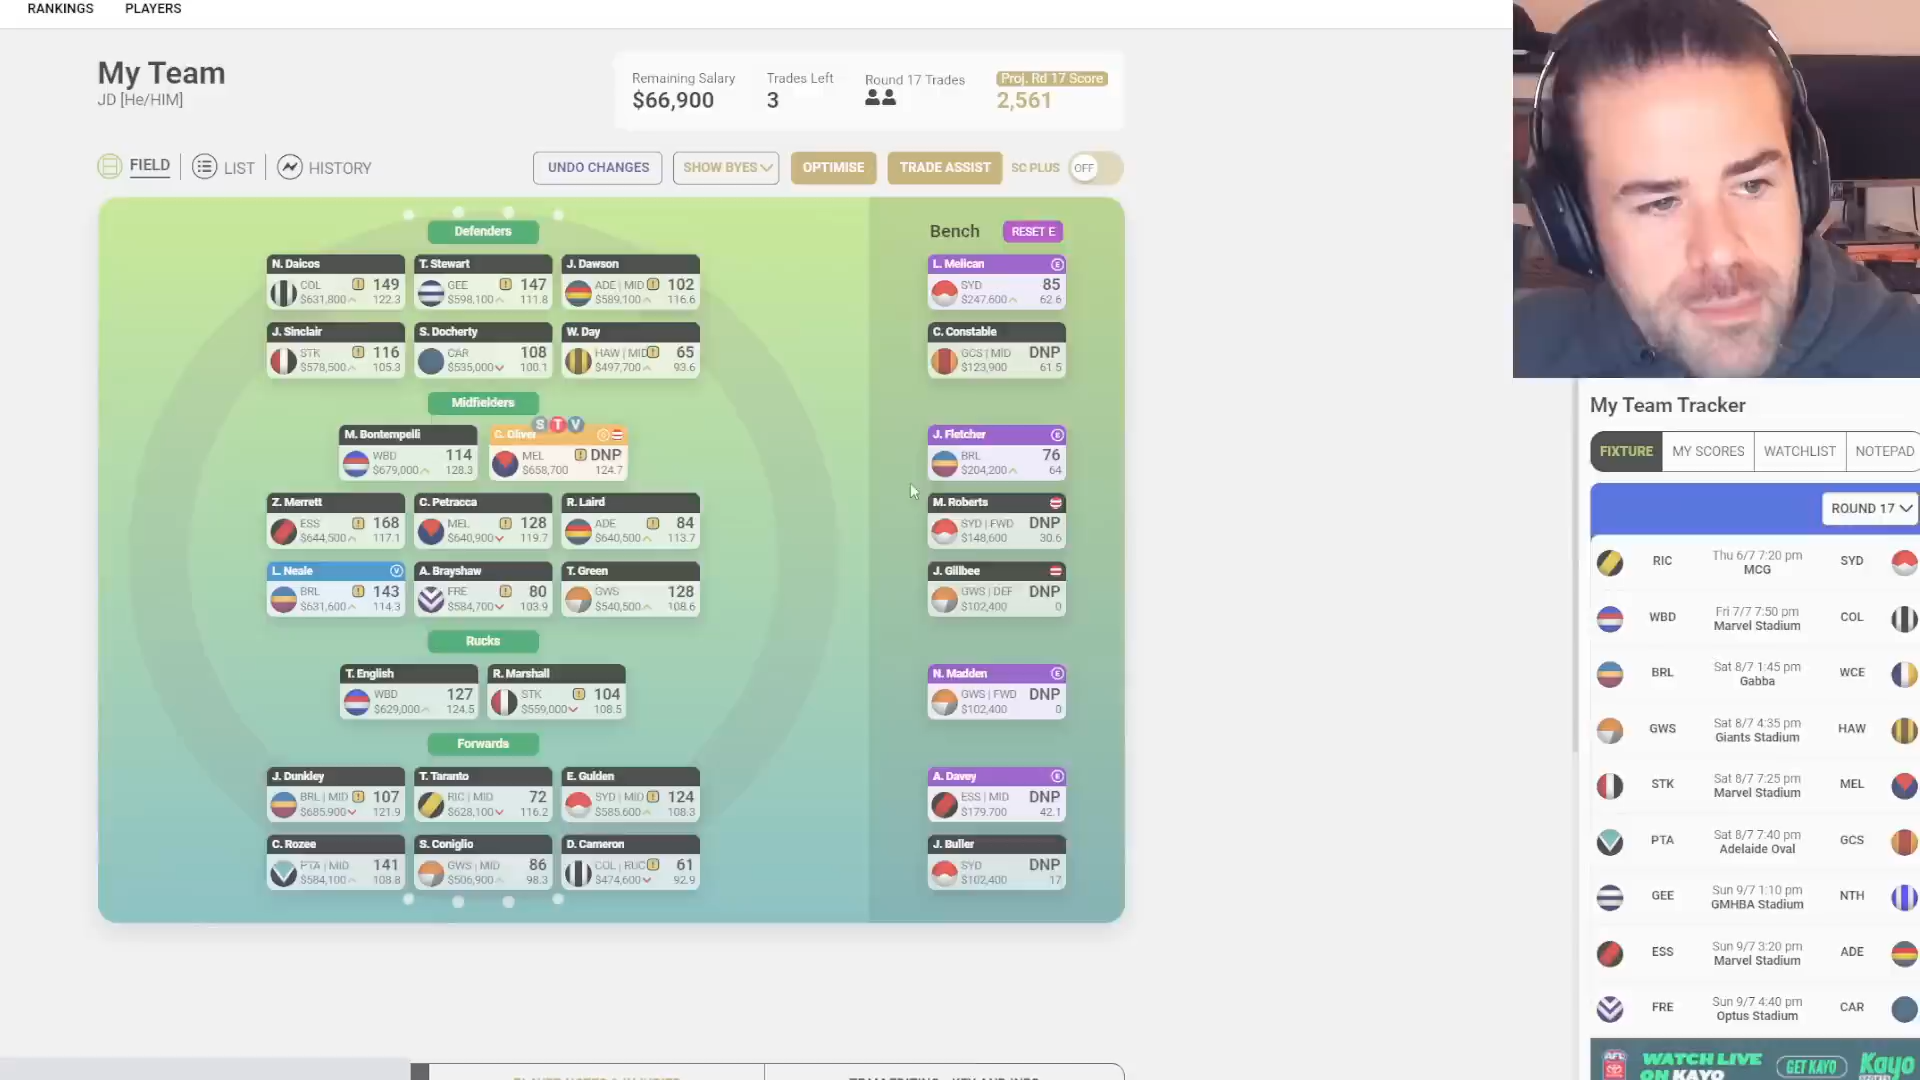 RANKINGS PLAYERS
My Team
JD [He/HIM]
Remaining Salary
$66,900
Trades Left
3
Round 17 Trades
Proj. Rd 17 Score
2,561
FIELD LIST HISTORY
UNDO CHANGES SHOW BYES OPTIMISE TRADE ASSIST SC PLUS OFF
Defenders
Bench RESET E
N. Daicos T. Stewart J. Dawson L. Melican
COL 149 GEE 147 ADE | MID 102 SYD 85
$631,800 122.3 $598,100 111.8 $589,100 116.6 $247,600 62.6
J. Sinclair S. Docherty W. Day C. Constable
STK 116 CAR 108 HAW | MID 65 GCS | MID DNP
$578,500 105.3 $535,000 100.1 $497,700 93.6 $123,900 61.5
Midfielders
S T V
M. Bontempelli C. Oliver J. Fletcher
WBD 114 MEL DNP BRL 76
$679,000 128.3 $658,700 124.7 $204,200 64
Z. Merrett C. Petracca R. Laird M. Roberts
ESS 168 MEL 128 ADE 84 SYD | FWD DNP
$644,500 117.1 $640,900 119.7 $640,500 113.7 $148,600 30.6
L. Neale V A. Brayshaw T. Green J. Gillbee
BRL 143 FRE 80 GWS 128 GWS | DEF DNP
$631,600 114.3 $584,700 103.9 $540,500 108.6 $102,400 0
Rucks
T. English R. Marshall N. Madden
WBD 127 STK 104 GWS | FWD DNP
$629,000 124.5 $559,000 108.5 $102,400 0
Forwards
J. Dunkley T. Taranto E. Gulden A. Davey
BRL | MID 107 RIC | MID 72 SYD | MID 124 ESS | MID DNP
$685,900 121.9 $628,100 116.2 $585,600 108.3 $179,700 42.1
C. Rozee S. Coniglio D. Cameron J. Buller
PTA | MID 141 GWS | MID 86 COL | RUC 61 SYD DNP
$584,100 108.8 $506,900 98.3 $474,600 92.9 $102,400 17
My Team Tracker
FIXTURE MY SCORES WATCHLIST NOTEPAD
ROUND 17
RIC Thu 6/7 7:20 pm SYD
MCG
WBD Fri 7/7 7:50 pm COL
Marvel Stadium
BRL Sat 8/7 1:45 pm WCE
Gabba
GWS Sat 8/7 4:35 pm HAW
Giants Stadium
STK Sat 8/7 7:25 pm MEL
Marvel Stadium
PTA Sat 8/7 7:40 pm GCS
Adelaide Oval
GEE Sun 9/7 1:10 pm NTH
GMHBA Stadium
ESS Sun 9/7 3:20 pm ADE
Marvel Stadium
FRE Sun 9/7 4:40 pm CAR
Optus Stadium
AFL WATCH LIVE
ON KAYO
GET KAYO
Kayo